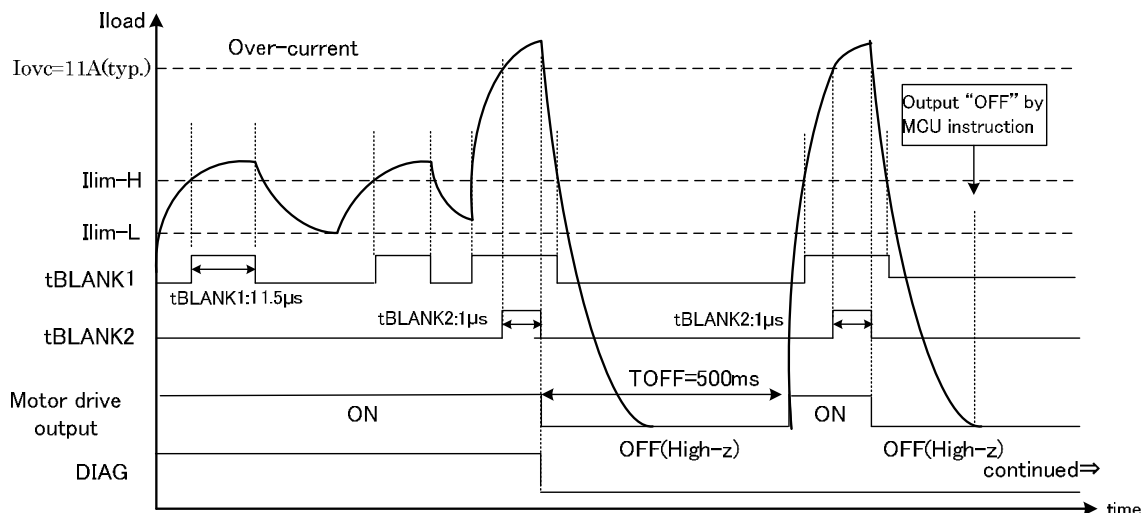 Iload
Over-current
Iovc=11A(typ.)
Output “OFF” by
MCU instruction
Ilim-H
Ilim-L
tBLANK1
tBLANK1:11.5μs
tBLANK2:1μs
tBLANK2:1μs
tBLANK2
TOFF=500ms
Motor drive
output
ON
ON
OFF(High-z)
OFF(High-z)
DIAG
continued⇒
time